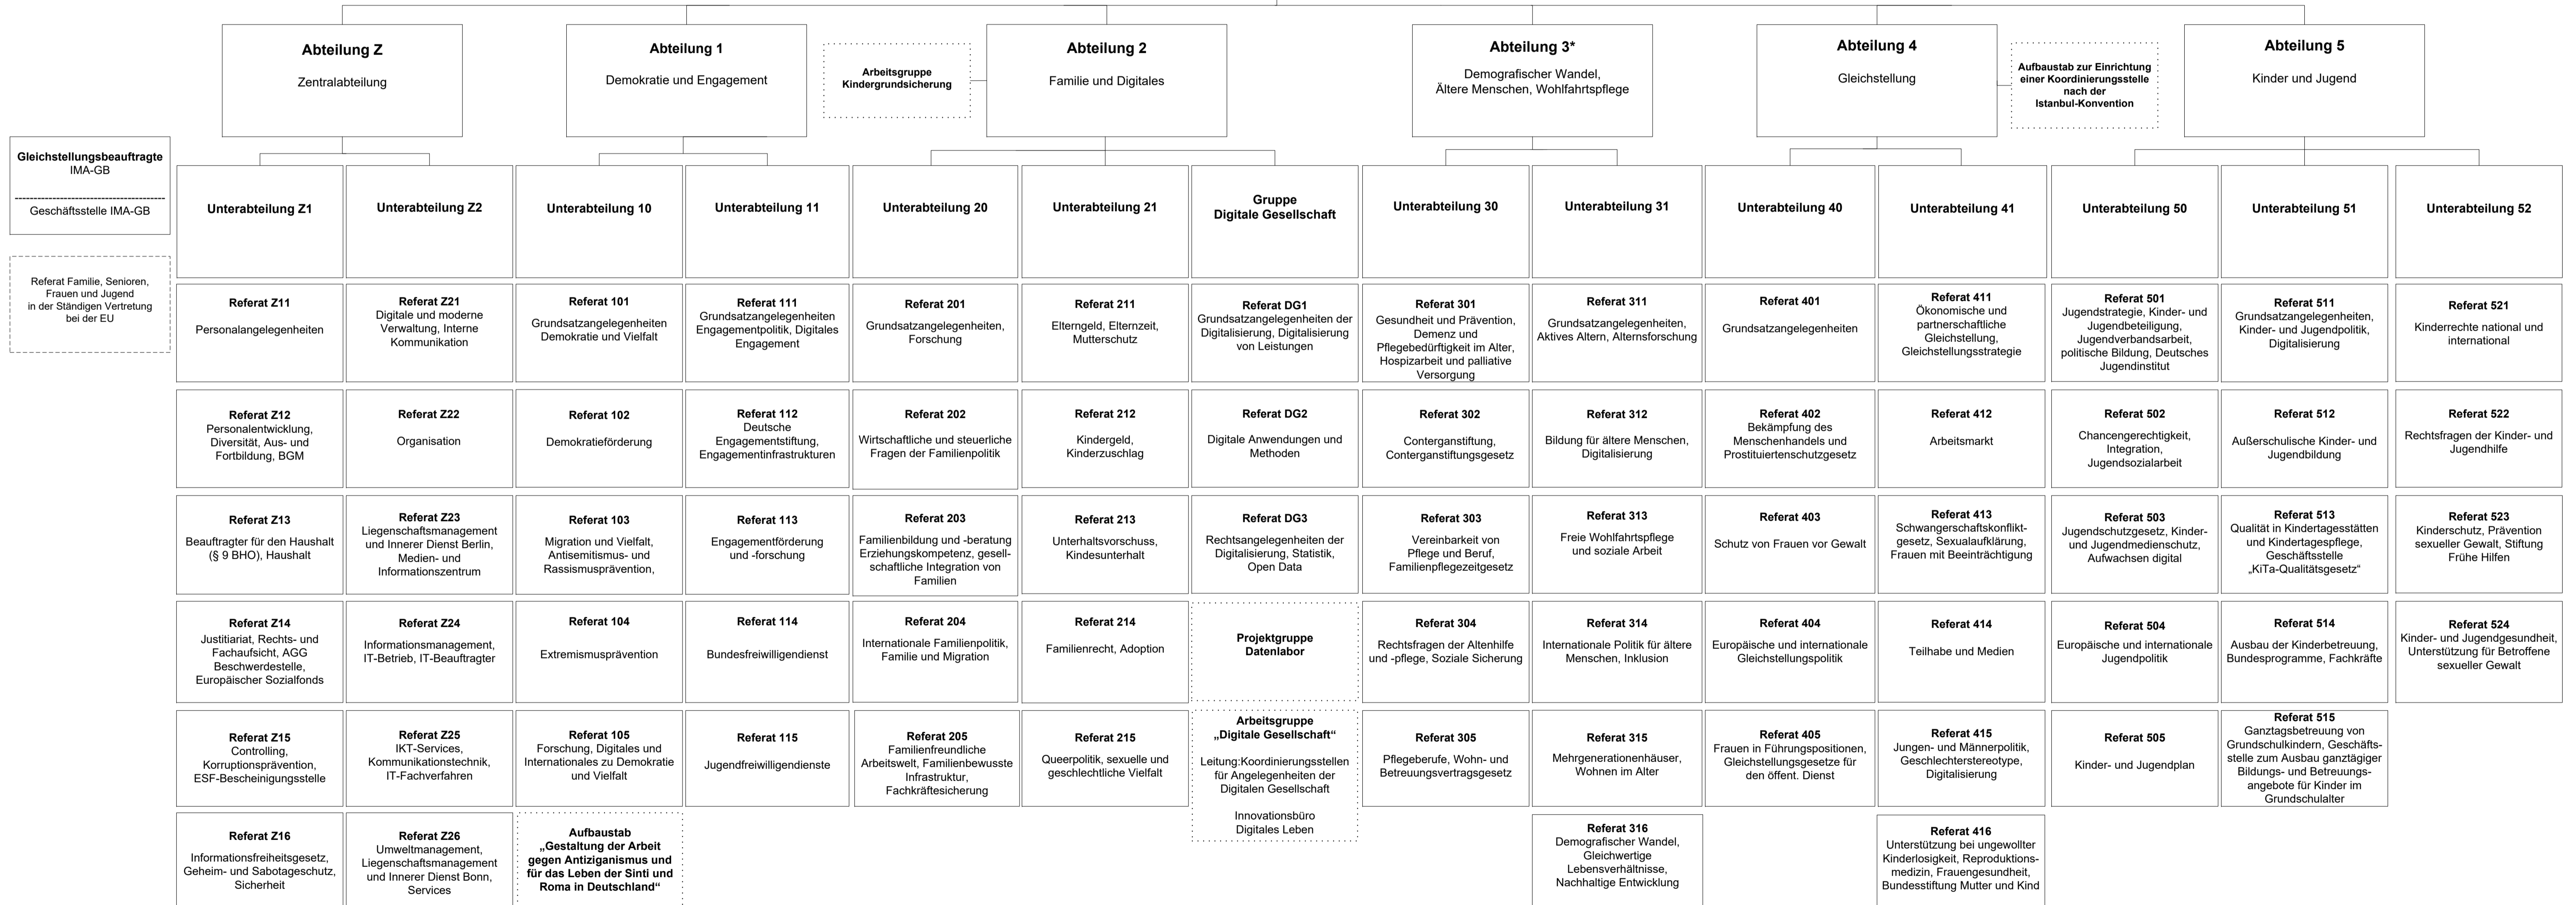 Abteilung Z
Zentralabteilung
Abteilung 1
Demokratie und Engagement
Arbeitsgruppe
Kindergrundsicherung
Abteilung 2
Familie und Digitales
Abteilung 3*
Demografischer Wandel,
Ältere Menschen, Wohlfahrtspflege
Abteilung 4
Gleichstellung
Aufbaustab zur Einrichtung
einer Koordinierungsstelle
nach der
Istanbul-Konvention
Abteilung 5
Kinder und Jugend
Gleichstellungsbeauftragte
IMA-GB
----------------------------------------
Geschäftsstelle IMA-GB
Referat Familie, Senioren,
Frauen und Jugend
in der Ständigen Vertretung
bei der EU
Unterabteilung Z1
Unterabteilung Z2
Unterabteilung 10
Unterabteilung 11
Unterabteilung 20
Unterabteilung 21
Gruppe
Digitale Gesellschaft
Unterabteilung 30
Unterabteilung 31
Unterabteilung 40
Unterabteilung 41
Unterabteilung 50
Unterabteilung 51
Unterabteilung 52
Referat Z11
Personalangelegenheiten
Referat Z21
Digitale und moderne
Verwaltung, Interne
Kommunikation
Referat 101
Grundsatzangelegenheiten
Demokratie und Vielfalt
Referat 111
Grundsatzangelegenheiten
Engagementpolitik, Digitales
Engagement
Referat 201
Grundsatzangelegenheiten,
Forschung
Referat 211
Elterngeld, Elternzeit,
Mutterschutz
Referat DG1
Grundsatzangelegenheiten der
Digitalisierung, Digitalisierung
von Leistungen
Referat 301
Gesundheit und Prävention,
Demenz und
Pflegebedürftigkeit im Alter,
Hospizarbeit und palliative
Versorgung
Referat 311
Grundsatzangelegenheiten,
Aktives Altern, Alternsforschung
Referat 401
Grundsatzangelegenheiten
Referat 411
Ökonomische und
partnerschaftliche
Gleichstellung,
Gleichstellungsstrategie
Referat 501
Jugendstrategie, Kinder- und
Jugendbeteiligung,
Jugendverbandsarbeit,
politische Bildung, Deutsches
Jugendinstitut
Referat 511
Grundsatzangelegenheiten,
Kinder- und Jugendpolitik,
Digitalisierung
Referat 521
Kinderrechte national und
international
Referat Z12
Personalentwicklung,
Diversität, Aus- und
Fortbildung, BGM
Referat Z22
Organisation
Referat 102
Demokratieförderung
Referat 112
Deutsche
Engagementstiftung,
Engagementinfrastrukturen
Referat 202
Wirtschaftliche und steuerliche
Fragen der Familienpolitik
Referat 212
Kindergeld,
Kinderzuschlag
Referat DG2
Digitale Anwendungen und
Methoden
Referat 302
Conterganstiftung,
Conterganstiftungsgesetz
Referat 312
Bildung für ältere Menschen,
Digitalisierung
Referat 402
Bekämpfung des
Menschenhandels und
Prostituiertenschutzgesetz
Referat 412
Arbeitsmarkt
Referat 502
Chancengerechtigkeit,
Integration,
Jugendsozialarbeit
Referat 512
Außerschulische Kinder- und
Jugendbildung
Referat 522
Rechtsfragen der Kinder- und
Jugendhilfe
Referat Z13
Beauftragter für den Haushalt
(§ 9 BHO), Haushalt
Referat Z23
Liegenschaftsmanagement
und Innerer Dienst Berlin,
Medien- und
Informationszentrum
Referat 103
Migration und Vielfalt,
Antisemitismus- und
Rassismusprävention,
Referat 113
Engagementförderung
und -forschung
Referat 203
Familienbildung und -beratung
Erziehungskompetenz, gesell-
schaftliche Integration von
Familien
Referat 213
Unterhaltsvorschuss,
Kindesunterhalt
Referat DG3
Rechtsangelegenheiten der
Digitalisierung, Statistik,
Open Data
Referat 303
Vereinbarkeit von
Pflege und Beruf,
Familienpflegezeitgesetz
Referat 313
Freie Wohlfahrtspflege
und soziale Arbeit
Referat 403
Schutz von Frauen vor Gewalt
Referat 413
Schwangerschaftskonflikt-
gesetz, Sexualaufklärung,
Frauen mit Beeinträchtigung
Referat 503
Jugendschutzgesetz, Kinder-
und Jugendmedienschutz,
Aufwachsen digital
Referat 513
Qualität in Kindertagesstätten
und Kindertagespflege,
Geschäftsstelle
„KiTa-Qualitätsgesetz“
Referat 523
Kinderschutz, Prävention
sexueller Gewalt, Stiftung
Frühe Hilfen
Referat Z14
Justitiariat, Rechts- und
Fachaufsicht, AGG
Beschwerdestelle,
Europäischer Sozialfonds
Referat Z24
Informationsmanagement,
IT-Betrieb, IT-Beauftragter
Referat 104
Extremismusprävention
Referat 114
Bundesfreiwilligendienst
Referat 204
Internationale Familienpolitik,
Familie und Migration
Referat 214
Familienrecht, Adoption
Projektgruppe
Datenlabor
Referat 304
Rechtsfragen der Altenhilfe
und -pflege, Soziale Sicherung
Referat 314
Internationale Politik für ältere
Menschen, Inklusion
Referat 404
Europäische und internationale
Gleichstellungspolitik
Referat 414
Teilhabe und Medien
Referat 504
Europäische und internationale
Jugendpolitik
Referat 514
Ausbau der Kinderbetreuung,
Bundesprogramme, Fachkräfte
Referat 524
Kinder- und Jugendgesundheit,
Unterstützung für Betroffene
sexueller Gewalt
Referat Z15
Controlling,
Korruptionsprävention,
ESF-Bescheinigungsstelle
Referat Z25
IKT-Services,
Kommunikationstechnik,
IT-Fachverfahren
Referat 105
Forschung, Digitales und
Internationales zu Demokratie
und Vielfalt
Referat 115
Jugendfreiwilligendienste
Referat 205
Familienfreundliche
Arbeitswelt, Familienbewusste
Infrastruktur,
Fachkräftesicherung
Referat 215
Queerpolitik, sexuelle und
geschlechtliche Vielfalt
Arbeitsgruppe
„Digitale Gesellschaft“
Leitung:Koordinierungsstellen
für Angelegenheiten der
Digitalen Gesellschaft
Innovationsbüro
Digitales Leben
Referat 305
Pflegeberufe, Wohn- und
Betreuungsvertragsgesetz
Referat 315
Mehrgenerationenhäuser,
Wohnen im Alter
Referat 405
Frauen in Führungspositionen,
Gleichstellungsgesetze für
den öffent. Dienst
Referat 415
Jungen- und Männerpolitik,
Geschlechterstereotype,
Digitalisierung
Referat 505
Kinder- und Jugendplan
Referat 515
Ganztagsbetreuung von
Grundschulkindern, Geschäfts-
stelle zum Ausbau ganztägiger
Bildungs- und Betreuungs-
angebote für Kinder im
Grundschulalter
Referat Z16
Informationsfreiheitsgesetz,
Geheim- und Sabotageschutz,
Sicherheit
Referat Z26
Umweltmanagement,
Liegenschaftsmanagement
und Innerer Dienst Bonn,
Services
Aufbaustab
„Gestaltung der Arbeit
gegen Antiziganismus und
für das Leben der Sinti und
Roma in Deutschland“
Referat 316
Demografischer Wandel,
Gleichwertige
Lebensverhältnisse,
Nachhaltige Entwicklung
Referat 416
Unterstützung bei ungewollter
Kinderlosigkeit, Reproduktions-
medizin, Frauengesundheit,
Bundesstiftung Mutter und Kind